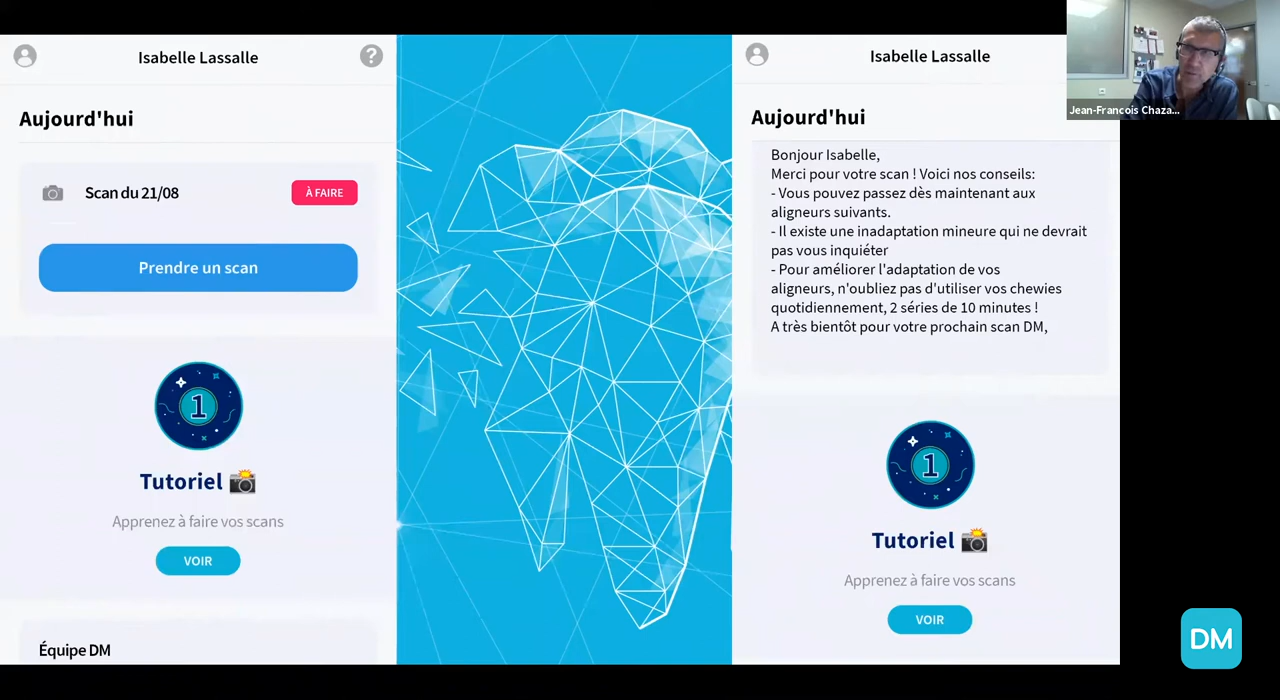 Isabelle Lassalle
?
Aujourd'hui
Scan du 21/08
À FAIRE
Prendre un scan
1
Tutoriel
Apprenez à faire vos scans
VOIR
Équipe DM
Isabelle Lassalle
Aujourd'hui
Bonjour Isabelle,
Merci pour votre scan ! Voici nos conseils:
- Vous pouvez passez dès maintenant aux
aligneurs suivants.
- Il existe une inadaptation mineure qui ne devrait
pas vous inquiéter
- Pour améliorer l'adaptation de vos
aligneurs, n'oubliez pas d'utiliser vos chewies
quotidiennement, 2 séries de 10 minutes !
A très bientôt pour votre prochain scan DM,
1
Tutoriel
Apprenez à faire vos scans
VOIR
Jean-Francois Chaza...
DM